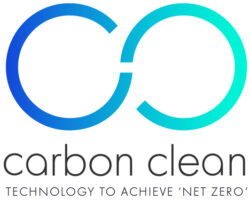 carbon clean
TECHNOLOGY TO ACHIEVE 'NET ZERO'